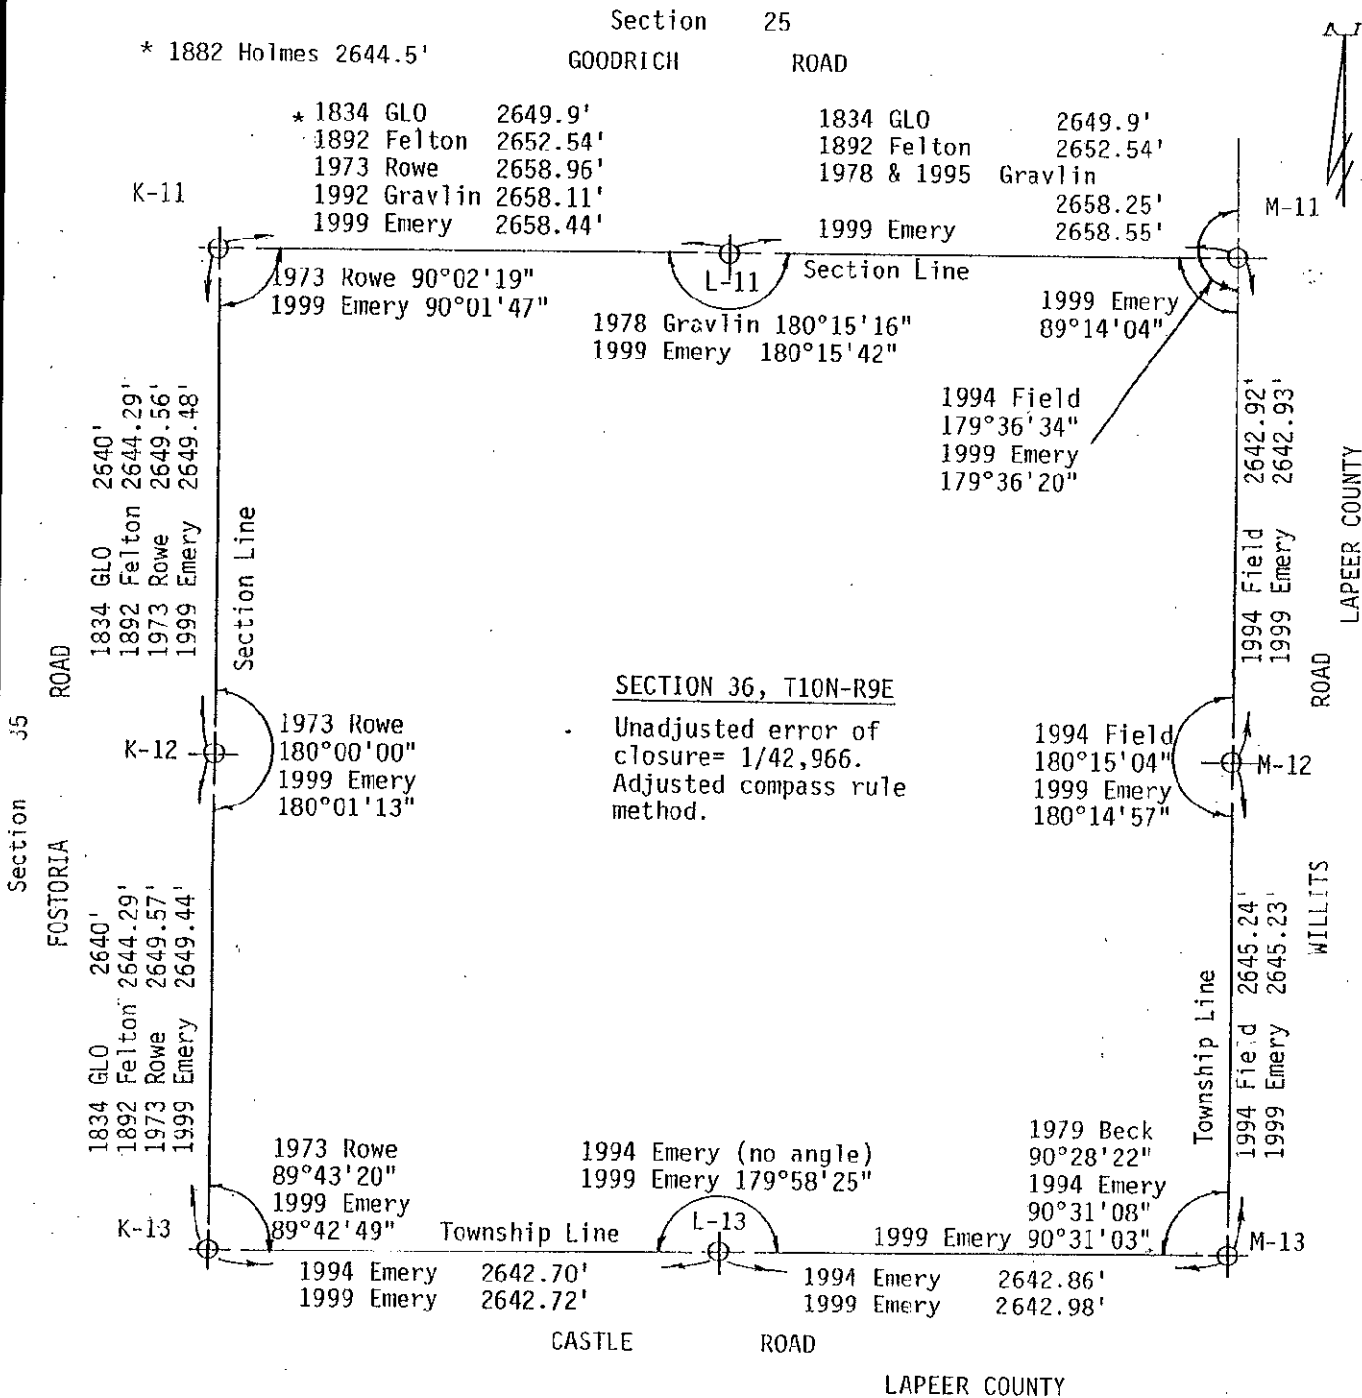 Section 25
* 1882 Holmes 2644.5'
GOODRICH ROAD
* 1834 GLO 2649.9'
1892 Felton 2652.54'
1973 Rowe 2658.96'
1992 Gravlin 2658.11'
1999 Emery 2658.44'
1834 GLO 2649.9'
1892 Felton 2652.54'
1978 & 1995 Gravlin
2658.25'
1999 Emery 2658.55'
K-11
M-11
L-11
Section Line
1973 Rowe 90°02'19"
1999 Emery 90°01'47"
1978 Gravlin 180°15'16"
1999 Emery 180°15'42"
1999 Emery
89°14'04"
1994 Field
179°36'34"
1999 Emery
179°36'20"
1834 GLO 2640'
1892 Felton 2644.29'
1973 Rowe 2649.56'
1999 Emery 2649.48'
Section Line
1994 Field 2642.92'
1999 Emery 2642.93'
LAPEER COUNTY
SECTION 36, T10N-R9E
Unadjusted error of
closure= 1/42,966.
Adjusted compass rule
method.
K-12
1973 Rowe
180°00'00"
1999 Emery
180°01'13"
1994 Field
180°15'04"
1999 Emery
180°14'57"
M-12
Section 35
FOSTORIA ROAD
WILLITS ROAD
1834 GLO 2640'
1892 Felton 2644.29'
1973 Rowe 2649.57'
1999 Emery 2649.44'
Township Line
1994 Field 2645.24'
1999 Emery 2645.23'
1973 Rowe
89°43'20"
1999 Emery
89°42'49"
1994 Emery (no angle)
1999 Emery 179°58'25"
1979 Beck
90°28'22"
1994 Emery
90°31'08"
1999 Emery 90°31'03"
K-13
Township Line
L-13
M-13
1994 Emery 2642.70'
1999 Emery 2642.72'
1994 Emery 2642.86'
1999 Emery 2642.98'
CASTLE ROAD
LAPEER COUNTY